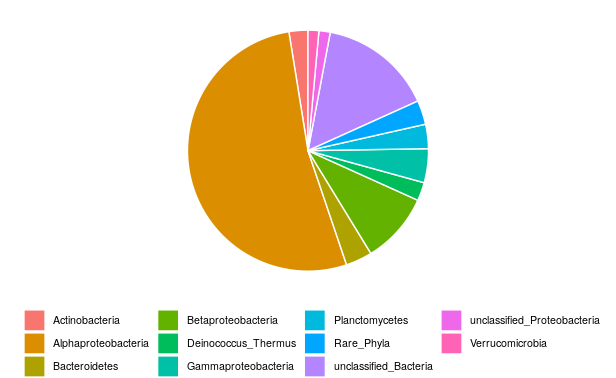 Actinobacteria
Alphaproteobacteria
Bacteroidetes
Betaproteobacteria
Deinococcus_Thermus
Gammaproteobacteria
Planctomycetes
Rare_Phyla
unclassified_Bacteria
unclassified_Proteobacteria
Verrucomicrobia